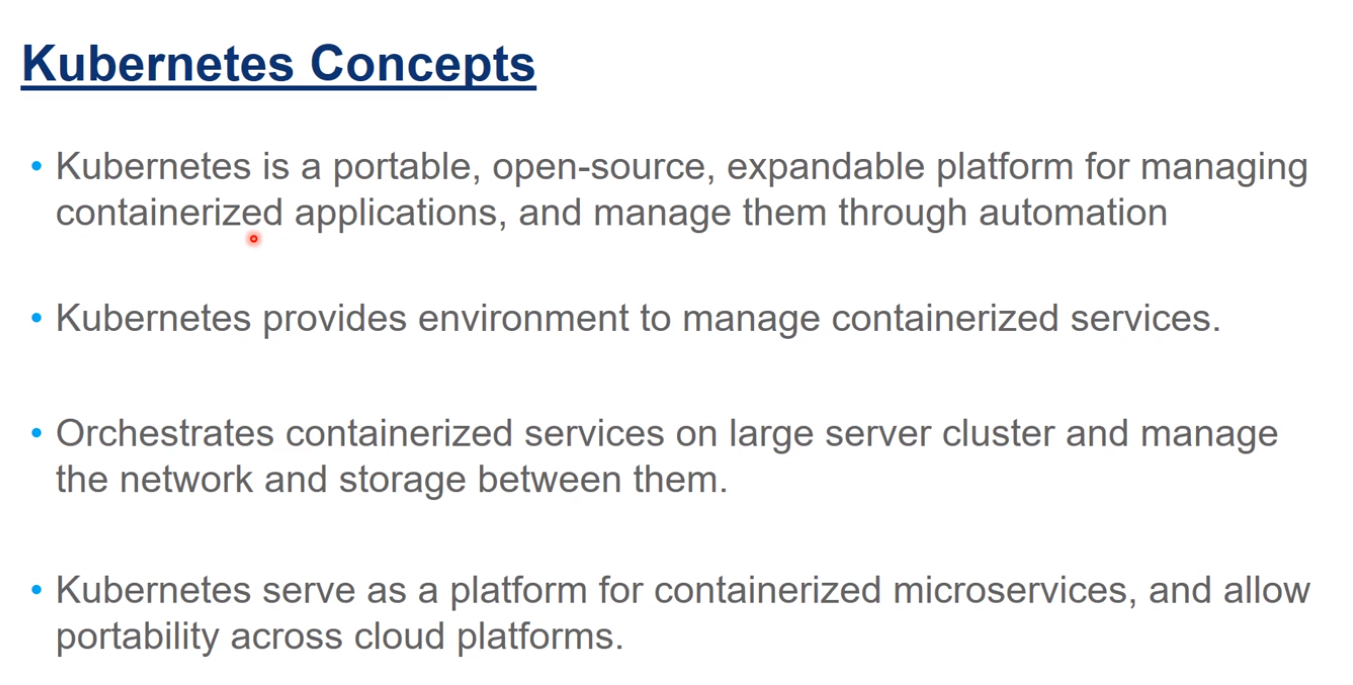 Kubernetes Concepts
• Kubernetes is a portable, open-source, expandable platform for managing
containerized applications, and manage them through automation
• Kubernetes provides environment to manage containerized services.
• Orchestrates containerized services on large server cluster and manage
the network and storage between them.
• Kubernetes serve as a platform for containerized microservices, and allow
portability across cloud platforms.